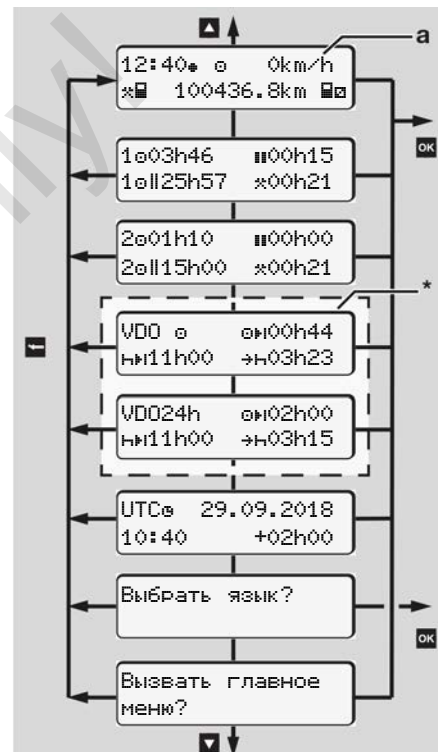 a
12:40● ⊙ 0km/h
100436.8km
ОК
1⊙03h46 00h15
1⊙||25h57 00h21
2⊙01h10 00h00
2⊙||15h00 00h21
*
VDO ⊙ 00h44
11h00 03h23
VDO24h 02h00
11h00 03h15
UTC 29.09.2018
10:40 +02h00
Выбрать язык?
OK
Вызвать главное
меню?